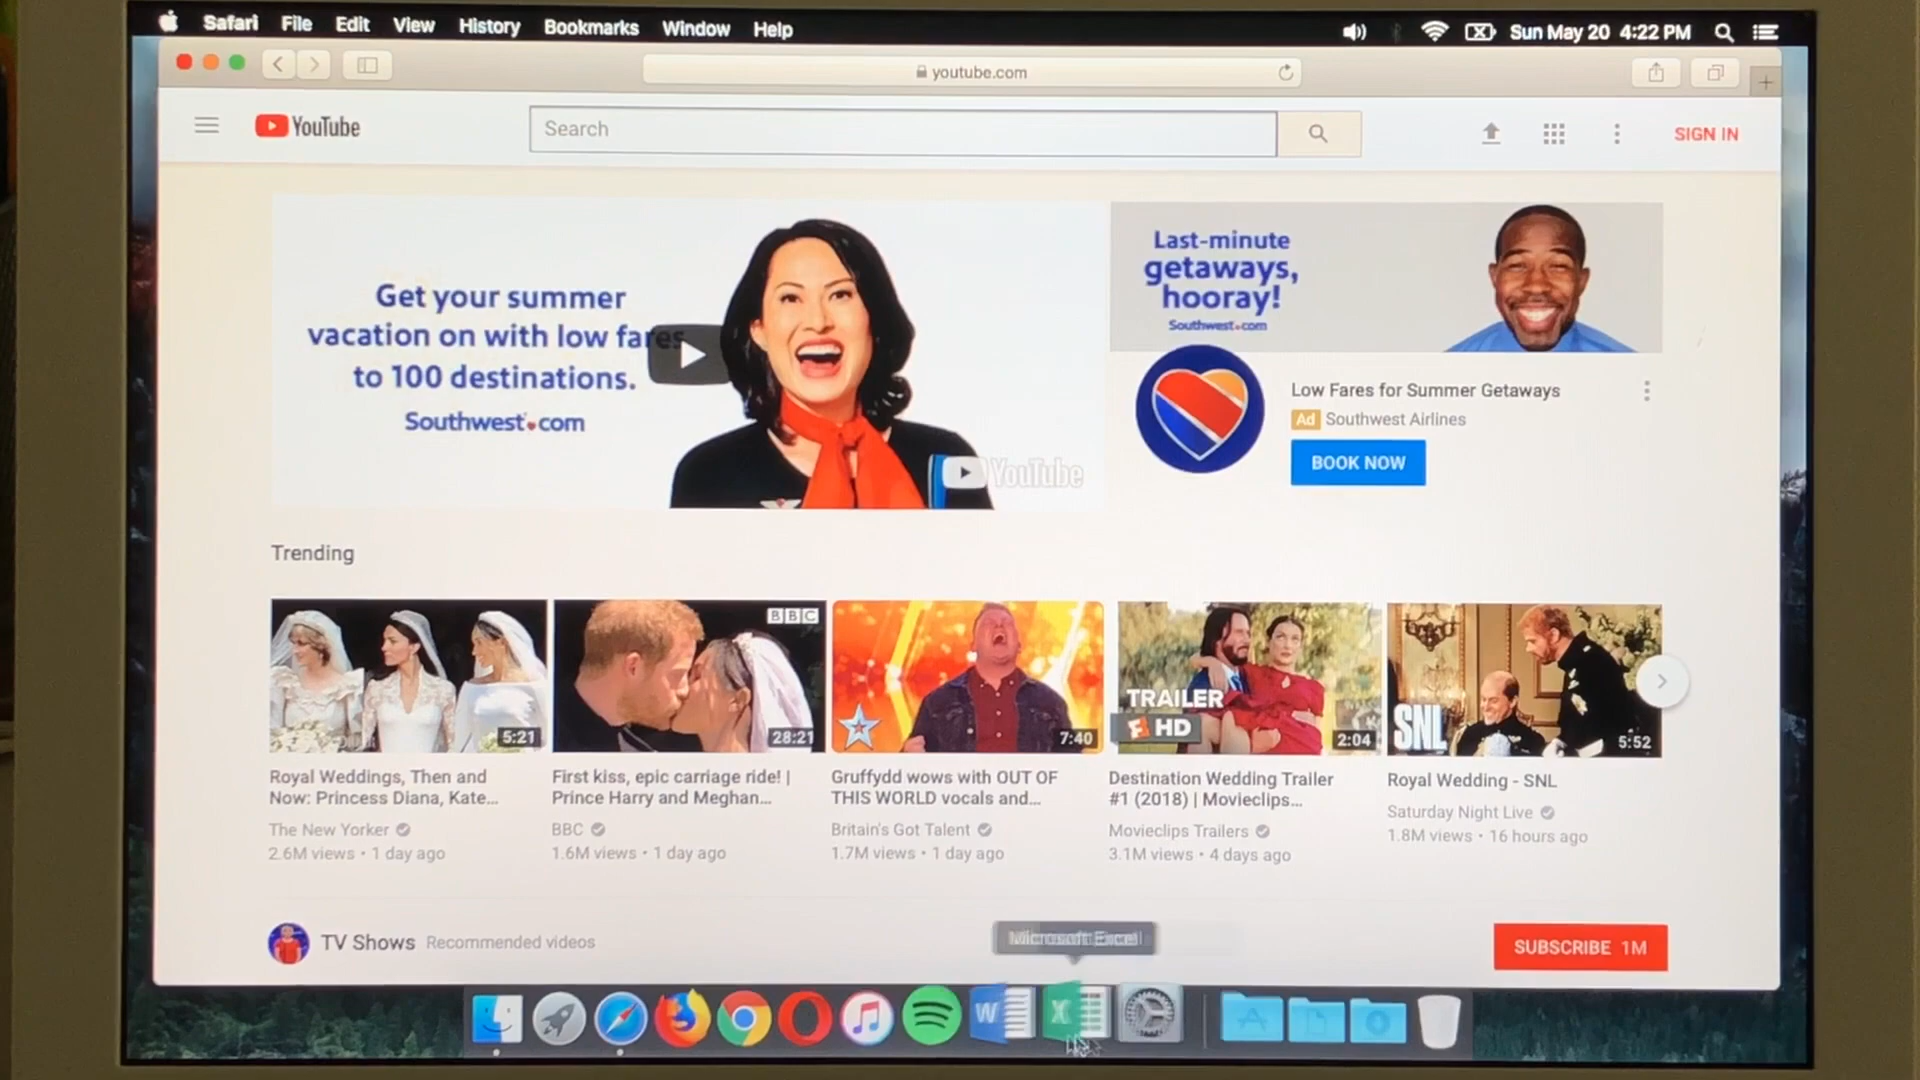 Safari File Edit View History Bookmarks Window Help
Sun May 20 4:22 PM
youtube.com
YouTube
Search
SIGN IN
Get your summer
vacation on with low fares
to 100 destinations.
Southwest.com
YouTube
Last-minute
getaways,
hooray!
Southwest.com
Low Fares for Summer Getaways
Ad Southwest Airlines
BOOK NOW
Trending
5:21
BBC
28:21
7:40
TRAILER
HD
2:04
SNL
5:52
Royal Weddings, Then and
Now: Princess Diana, Kate...
The New Yorker
2.6M views • 1 day ago
First kiss, epic carriage ride! |
Prince Harry and Meghan...
BBC
1.6M views • 1 day ago
Gruffydd wows with OUT OF
THIS WORLD vocals and...
Britain's Got Talent
1.7M views • 1 day ago
Destination Wedding Trailer
#1 (2018) | Movieclips...
Movieclips Trailers
3.1M views • 4 days ago
Royal Wedding - SNL
Saturday Night Live
1.8M views • 16 hours ago
TV Shows Recommended videos
SUBSCRIBE 1M
Microsoft Excel
W
X